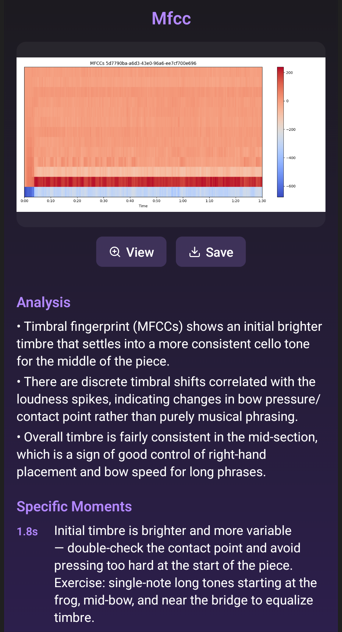 Mfcc
MFCCs 5d7790ba-a6d3-43e0-96a6-ee7cf700e696
200
0
−200
−400
−600
0:00
0:10
0:20
0:30
0:40
0:50
1:00
1:10
1:20
1:30
Time
View
Save
Analysis
• Timbral fingerprint (MFCCs) shows an initial brighter
timbre that settles into a more consistent cello tone
for the middle of the piece.
• There are discrete timbral shifts correlated with the
loudness spikes, indicating changes in bow pressure/
contact point rather than purely musical phrasing.
• Overall timbre is fairly consistent in the mid-section,
which is a sign of good control of right-hand
placement and bow speed for long phrases.
Specific Moments
1.8s
Initial timbre is brighter and more variable
— double-check the contact point and avoid
pressing too hard at the start of the piece.
Exercise: single-note long tones starting at the
frog, mid-bow, and near the bridge to equalize
timbre.